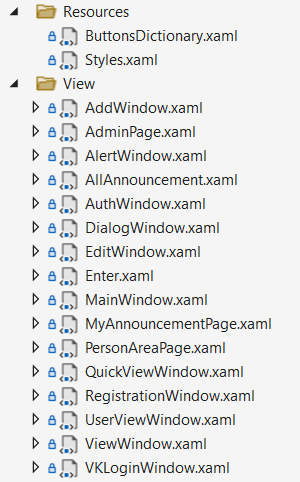 Resources
ButtonsDictionary.xaml
Styles.xaml
View
AddWindow.xaml
AdminPage.xaml
AlertWindow.xaml
AllAnnouncement.xaml
AuthWindow.xaml
DialogWindow.xaml
EditWindow.xaml
Enter.xaml
MainWindow.xaml
MyAnnouncementPage.xaml
PersonAreaPage.xaml
QuickViewWindow.xaml
RegistrationWindow.xaml
UserViewWindow.xaml
ViewWindow.xaml
VKLoginWindow.xaml